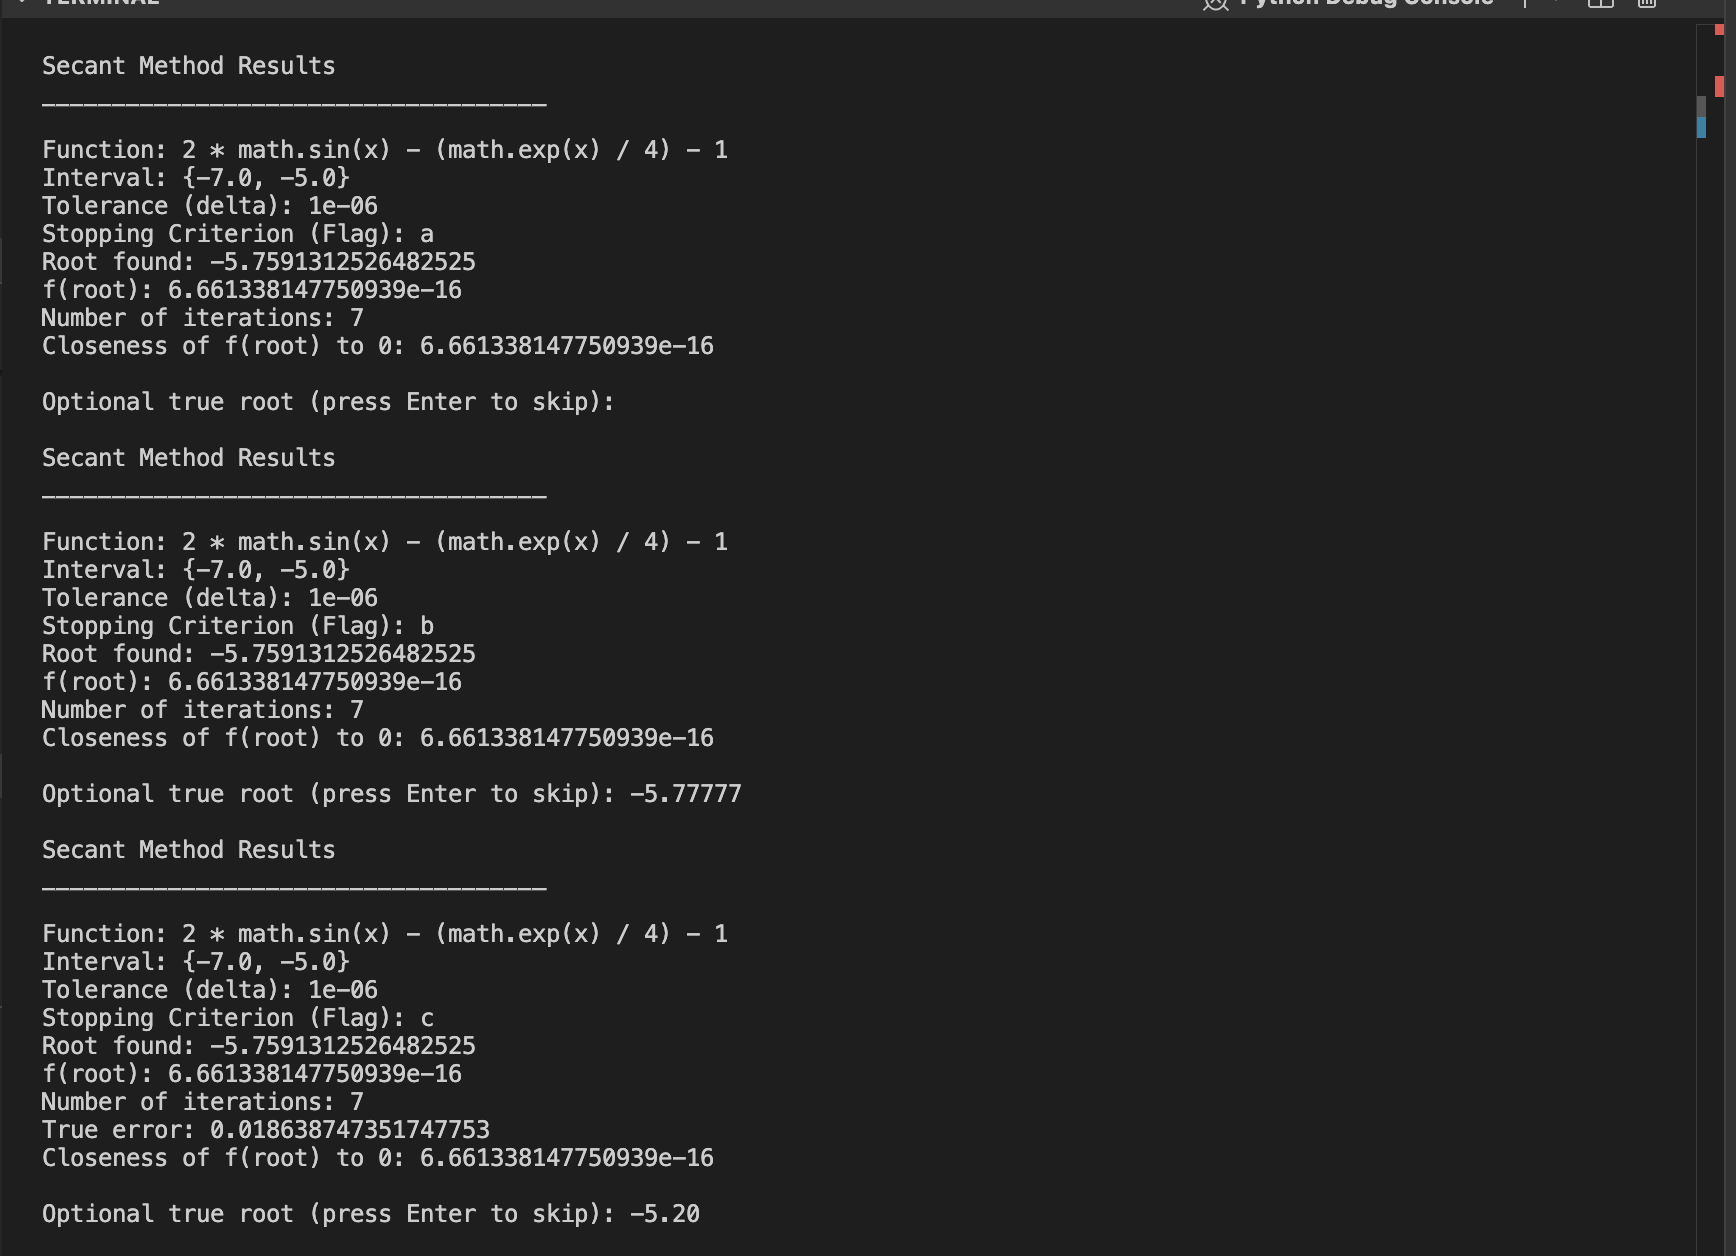 TERMINAL
Python Debug Console
Secant Method Results
____________________________________
Function: 2 * math.sin(x) - (math.exp(x) / 4) - 1
Interval: {-7.0, -5.0}
Tolerance (delta): 1e-06
Stopping Criterion (Flag): a
Root found: -5.7591312526482525
f(root): 6.661338147750939e-16
Number of iterations: 7
Closeness of f(root) to 0: 6.661338147750939e-16
Optional true root (press Enter to skip):
Secant Method Results
____________________________________
Function: 2 * math.sin(x) - (math.exp(x) / 4) - 1
Interval: {-7.0, -5.0}
Tolerance (delta): 1e-06
Stopping Criterion (Flag): b
Root found: -5.7591312526482525
f(root): 6.661338147750939e-16
Number of iterations: 7
Closeness of f(root) to 0: 6.661338147750939e-16
Optional true root (press Enter to skip): -5.77777
Secant Method Results
____________________________________
Function: 2 * math.sin(x) - (math.exp(x) / 4) - 1
Interval: {-7.0, -5.0}
Tolerance (delta): 1e-06
Stopping Criterion (Flag): c
Root found: -5.7591312526482525
f(root): 6.661338147750939e-16
Number of iterations: 7
True error: 0.018638747351747753
Closeness of f(root) to 0: 6.661338147750939e-16
Optional true root (press Enter to skip): -5.20